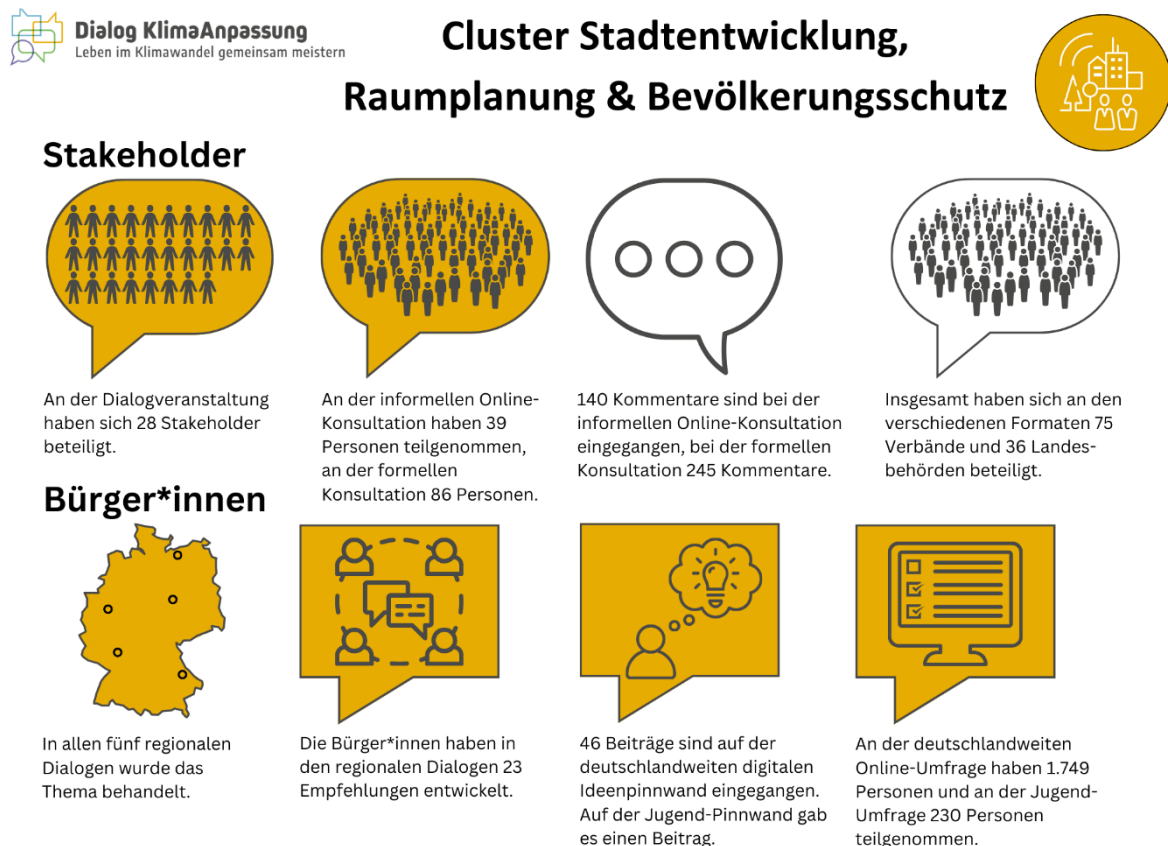 Dialog KlimaAnpassung
Leben im Klimawandel gemeinsam meistern
Cluster Stadtentwicklung,
Raumplanung & Bevölkerungsschutz
Stakeholder
An der Dialogveranstaltung
haben sich 28 Stakeholder
beteiligt.
An der informellen Online-
Konsultation haben 39
Personen teilgenommen,
an der formellen
Konsultation 86 Personen.
140 Kommentare sind bei der
informellen Online-Konsultation
eingegangen, bei der formellen
Konsultation 245 Kommentare.
Insgesamt haben sich an den
verschiedenen Formaten 75
Verbände und 36 Landes-
behörden beteiligt.
Bürger*innen
In allen fünf regionalen
Dialogen wurde das
Thema behandelt.
Die Bürger*innen haben in
den regionalen Dialogen 23
Empfehlungen entwickelt.
46 Beiträge sind auf der
deutschlandweiten digitalen
Ideenpinnwand eingegangen.
Auf der Jugend-Pinnwand gab
es einen Beitrag.
An der deutschlandweiten
Online-Umfrage haben 1.749
Personen und an der Jugend-
Umfrage 230 Personen
teilgenommen.